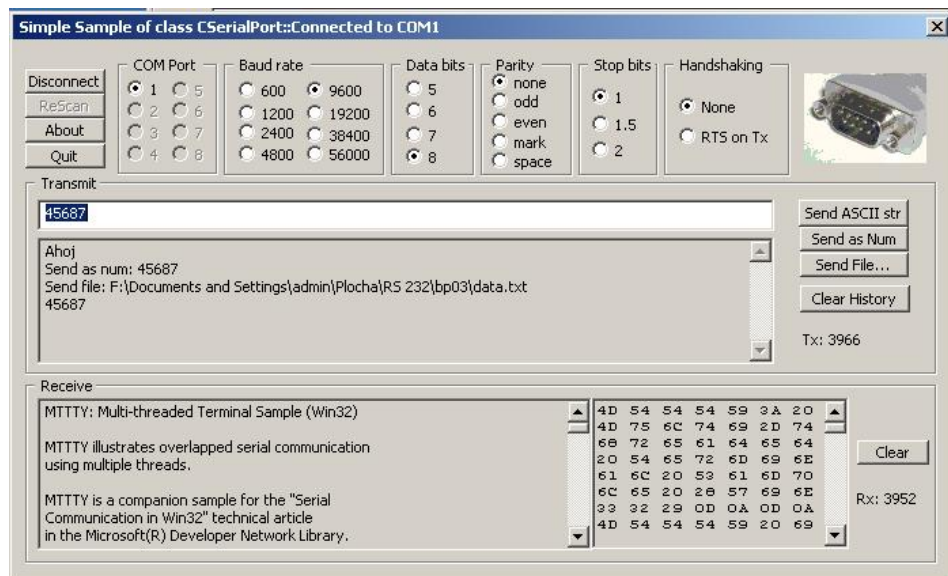 Simple Sample of class CSerialPort::Connected to COM1
Disconnect
ReScan
About
Quit
COM Port
1 5
2 6
3 7
4 8
Baud rate
600 9600
1200 19200
2400 38400
4800 56000
Data bits
5
6
7
8
Parity
none
odd
even
mark
space
Stop bits
1
1.5
2
Handshaking
None
RTS on Tx
Transmit
45687
Send ASCII str
Send as Num
Send File...
Clear History
Tx: 3966
Ahoj
Send as num: 45687
Send file: F:\Documents and Settings\admin\Plocha\RS 232\bp03\data.txt
45687
Receive
MTTTY: Multi-threaded Terminal Sample (Win32)
MTTTY illustrates overlapped serial communication
using multiple threads.
MTTTY is a companion sample for the "Serial
Communication in Win32" technical article
in the Microsoft(R) Developer Network Library.
4D 54 54 54 59 3A 20
4D 75 6C 74 69 2D 74
68 72 65 61 64 65 64
20 54 65 72 6D 69 6E
61 6C 20 53 61 6D 70
6C 65 20 28 57 69 6E
33 32 29 0D 0A 0D 0A
4D 54 54 54 59 20 69
Clear
Rx: 3952